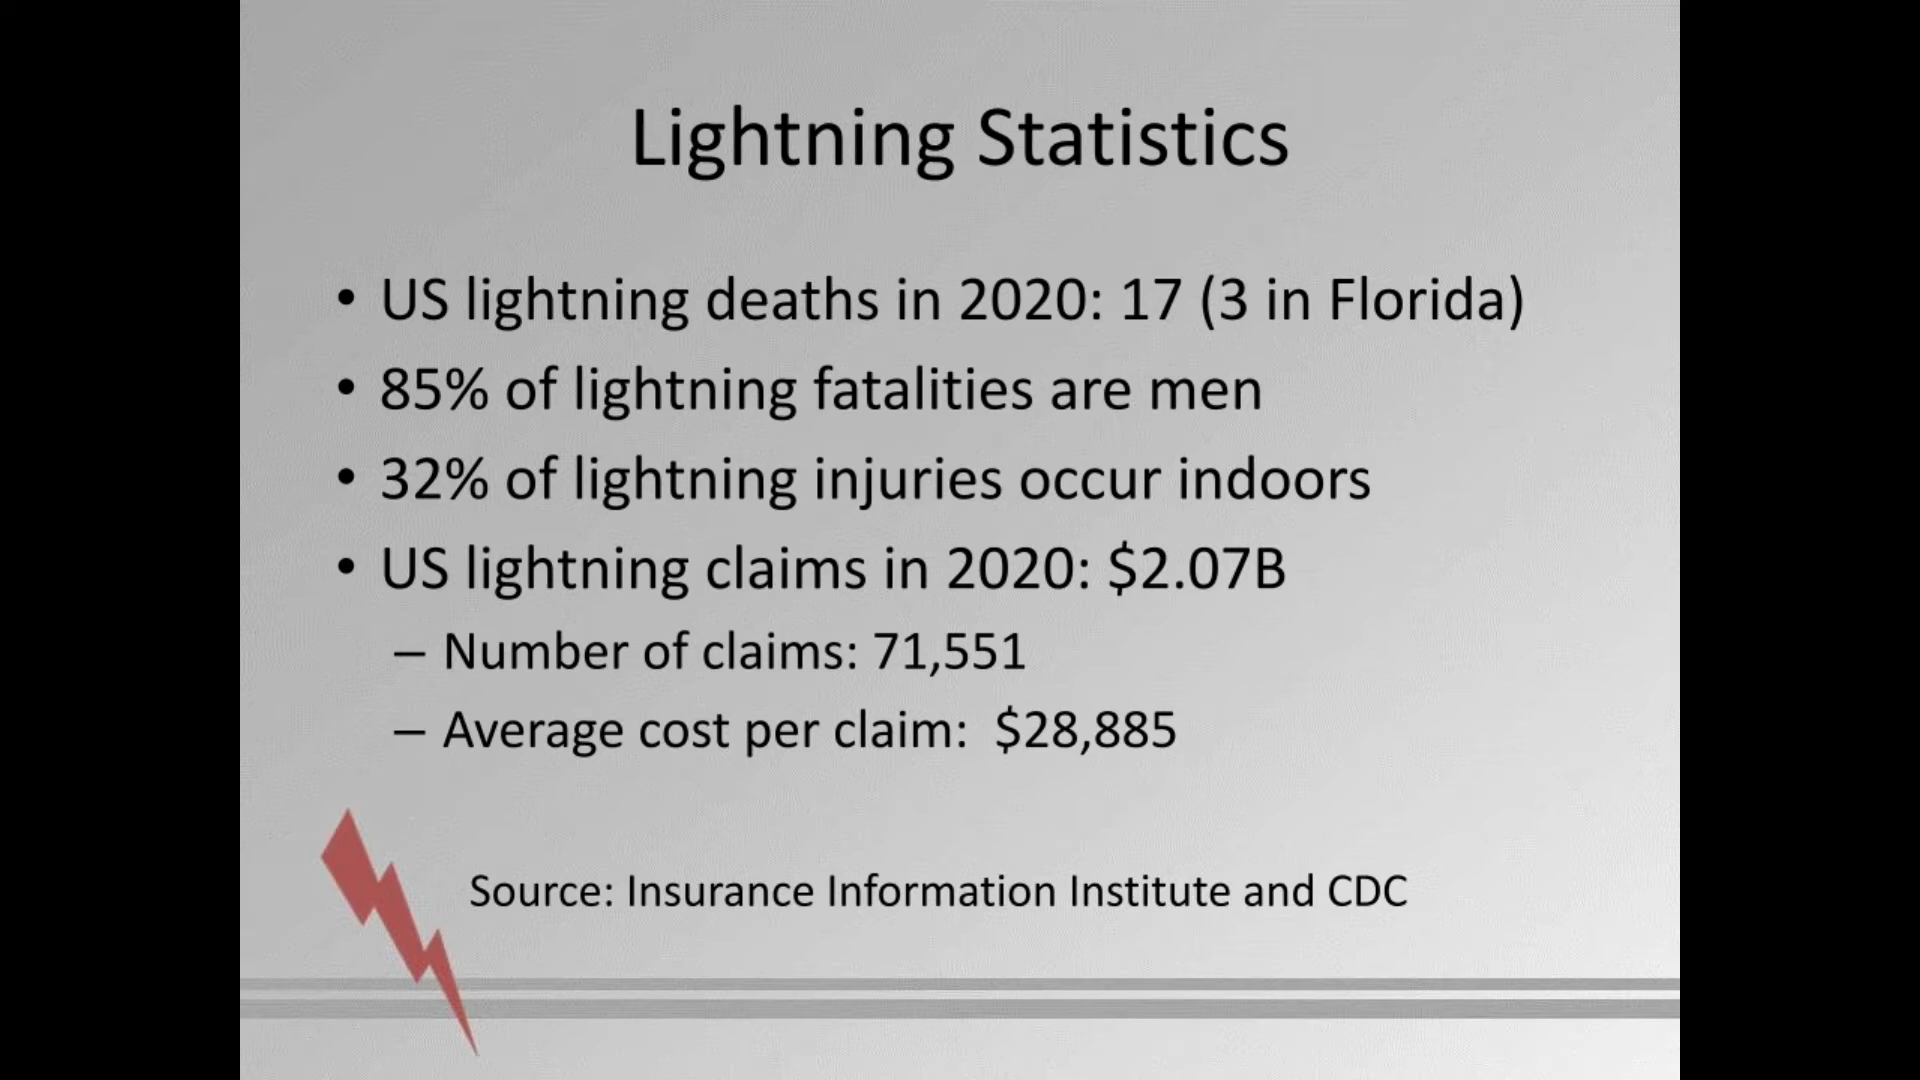 Lightning Statistics
• US lightning deaths in 2020: 17 (3 in Florida)
• 85% of lightning fatalities are men
• 32% of lightning injuries occur indoors
• US lightning claims in 2020: $2.07B
– Number of claims: 71,551
– Average cost per claim:  $28,885
Source: Insurance Information Institute and CDC